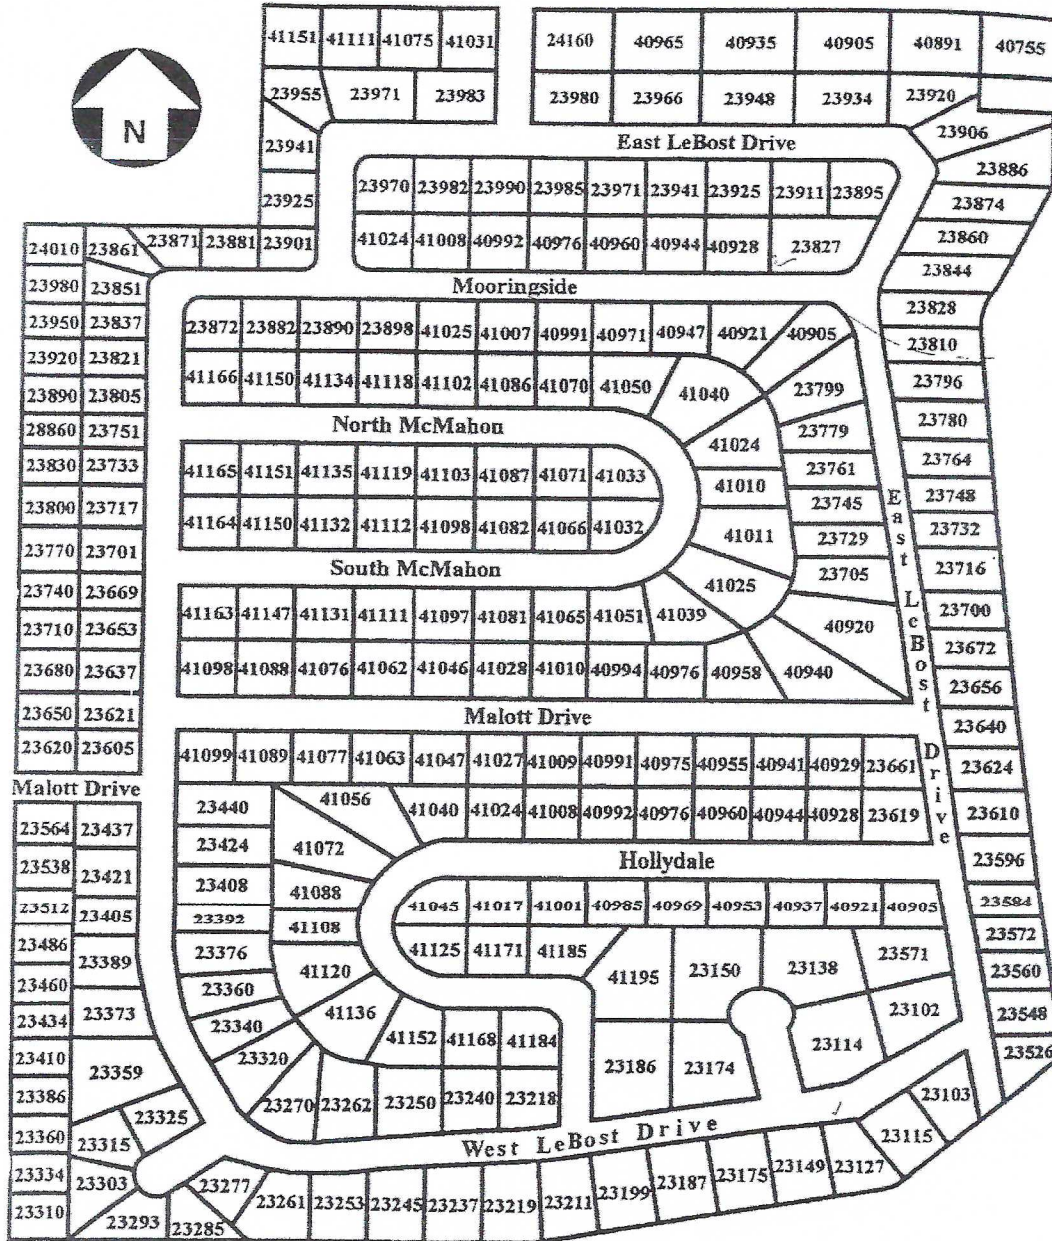 41151 41111 41075 41031 24160 40965 40935 40905 40891 40755
23955 23971 23983 23980 23966 23948 23934 23920
N
23941 East LeBost Drive 23906
23886
23925 23970 23982 23990 23985 23971 23941 23925 23911 23895
23874
24010 23861 23871 23881 23901 41024 41008 40992 40976 40960 40944 40928 23827 23860
23844
23980 23851 Mooringside
23828
23950 23837 23872 23882 23890 23898 41025 41007 40991 40971 40947 40921 40905
23920 23821 23810
23890 23805 41166 41150 41134 41118 41102 41086 41070 41050 41040 23799 23796
28860 23751 North McMahon 23779 23780
41024
23830 23733 41165 41151 41135 41119 41103 41087 41071 41033 23761 23764
41010
23800 23717 23745 23748
41164 41150 41132 41112 41098 41082 41066 41032 41011 23729 23732
23770 23701 South McMahon 23705 23716
41025
23740 23669
23710 23653 41163 41147 41131 41111 41097 41081 41065 41051 41039 40920 23700
23672
23680 23637 41098 41088 41076 41062 41046 41028 41010 40994 40976 40958 40940 23656
East LeBost Drive
23650 23621 Malott Drive 23640
23620 23605 41099 41089 41077 41063 41047 41027 41009 40991 40975 40955 40941 40929 23661 23624
Malott Drive
23564 23437 23440 41056 41040 41024 41008 40992 40976 40960 40944 40928 23619 23610
23538 23421 23424 41072 Hollydale 23596
23408 41088
23512 23405 23392 41108 41045 41017 41001 40985 40969 40953 40937 40921 40905 23584
23486 23389 23376 41125 41171 41185 23572
23460 23360 41120 41195 23150 23138 23571 23560
23434 23373 23340 41136 23102 23548
23410 23320 41152 41168 41184 23114 23526
23386 23359 23186 23174
23270 23262 23250 23240 23218 23103
23360 23325
23315 West LeBost Drive 23115
23334 23303 23277 23261 23253 23245 23237 23219 23211 23199 23187 23175 23149 23127
23310 23293 23285